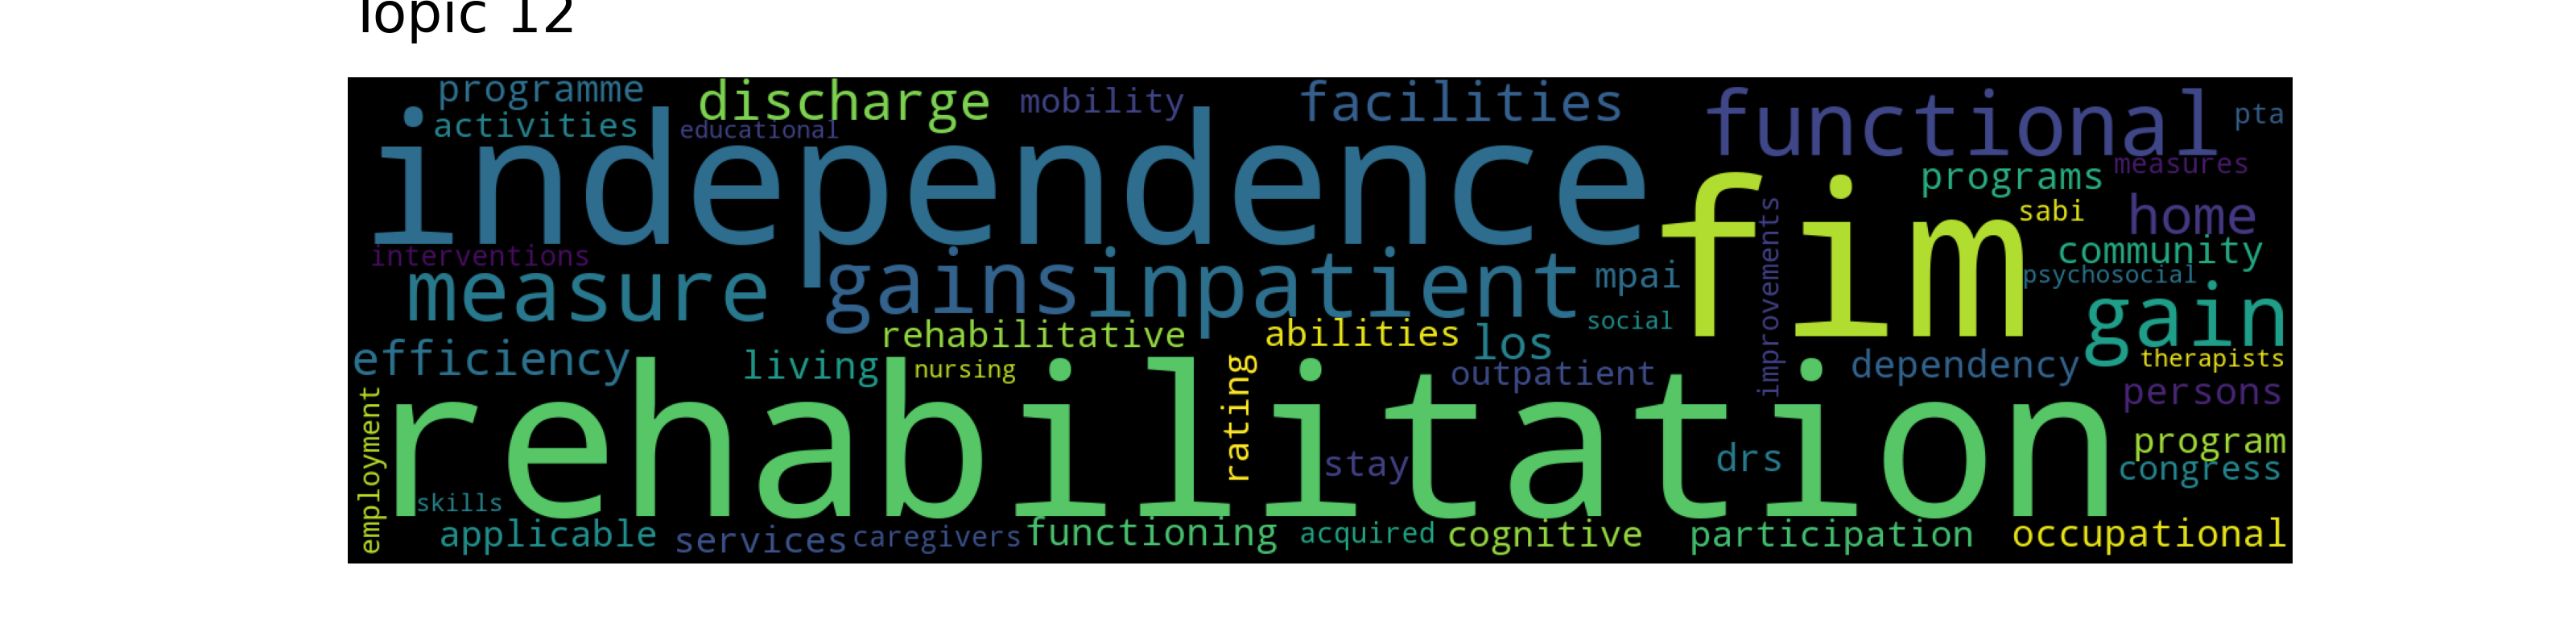 Topic 12
programme discharge mobility facilities functional pta
activities educational
independence
measures
programs
fim
sabi home
interventions
measure gains inpatient mpai improvements community
psychosocial
social gain
rehabilitative abilities los
efficiency living nursing outpatient dependency therapists
rating persons
employment rehabilitation
stay drs program
congress
skills
applicable services caregivers functioning acquired cognitive participation occupational